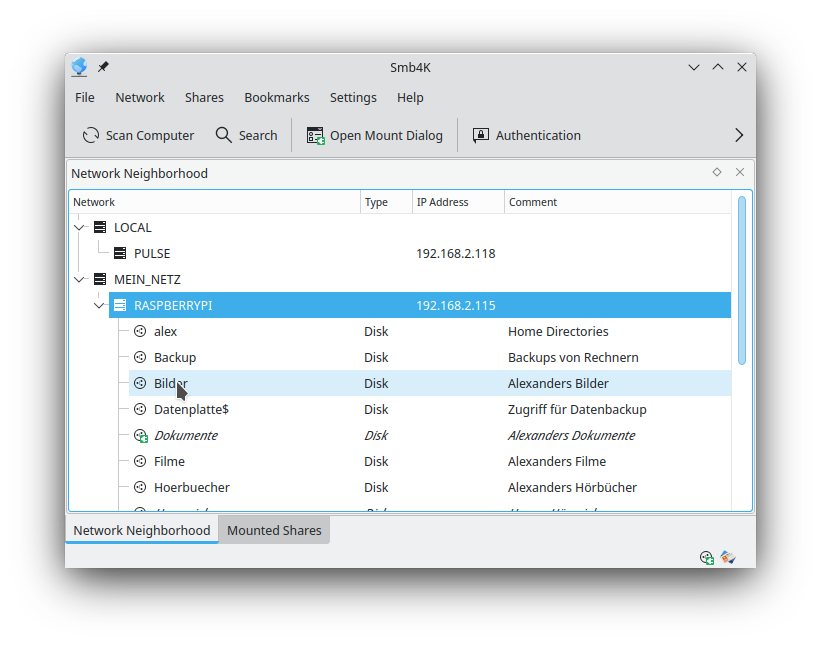 Smb4K
File Network Shares Bookmarks Settings Help
Scan Computer Search Open Mount Dialog Authentication
Network Neighborhood
Network Type IP Address Comment
LOCAL
PULSE 192.168.2.118
MEIN_NETZ
RASPBERRYPI 192.168.2.115
alex Disk Home Directories
Backup Disk Backups von Rechnern
Bilder Disk Alexanders Bilder
Datenplatte$ Disk Zugriff für Datenbackup
Dokumente Disk Alexanders Dokumente
Filme Disk Alexanders Filme
Hoerbuecher Disk Alexanders Hörbücher
Network Neighborhood Mounted Shares